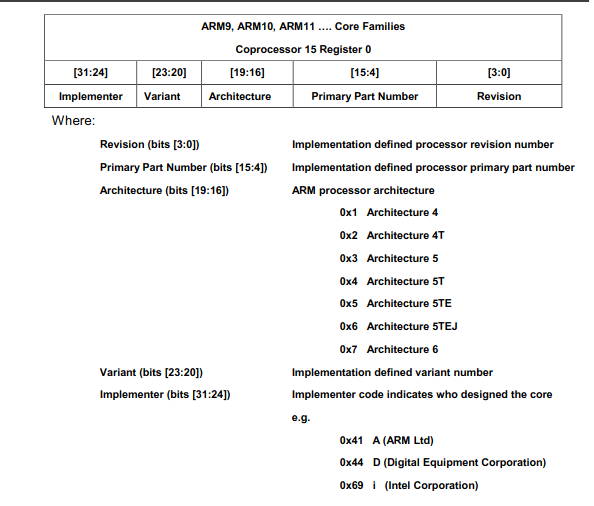 ARM9, ARM10, ARM11 .... Core Families
Coprocessor 15 Register 0
[31:24] [23:20] [19:16] [15:4] [3:0]
Implementer Variant Architecture Primary Part Number Revision
Where:
Revision (bits [3:0]) Implementation defined processor revision number
Primary Part Number (bits [15:4]) Implementation defined processor primary part number
Architecture (bits [19:16]) ARM processor architecture
0x1 Architecture 4
0x2 Architecture 4T
0x3 Architecture 5
0x4 Architecture 5T
0x5 Architecture 5TE
0x6 Architecture 5TEJ
0x7 Architecture 6
Variant (bits [23:20]) Implementation defined variant number
Implementer (bits [31:24]) Implementer code indicates who designed the core
e.g.
0x41 A (ARM Ltd)
0x44 D (Digital Equipment Corporation)
0x69 i (Intel Corporation)